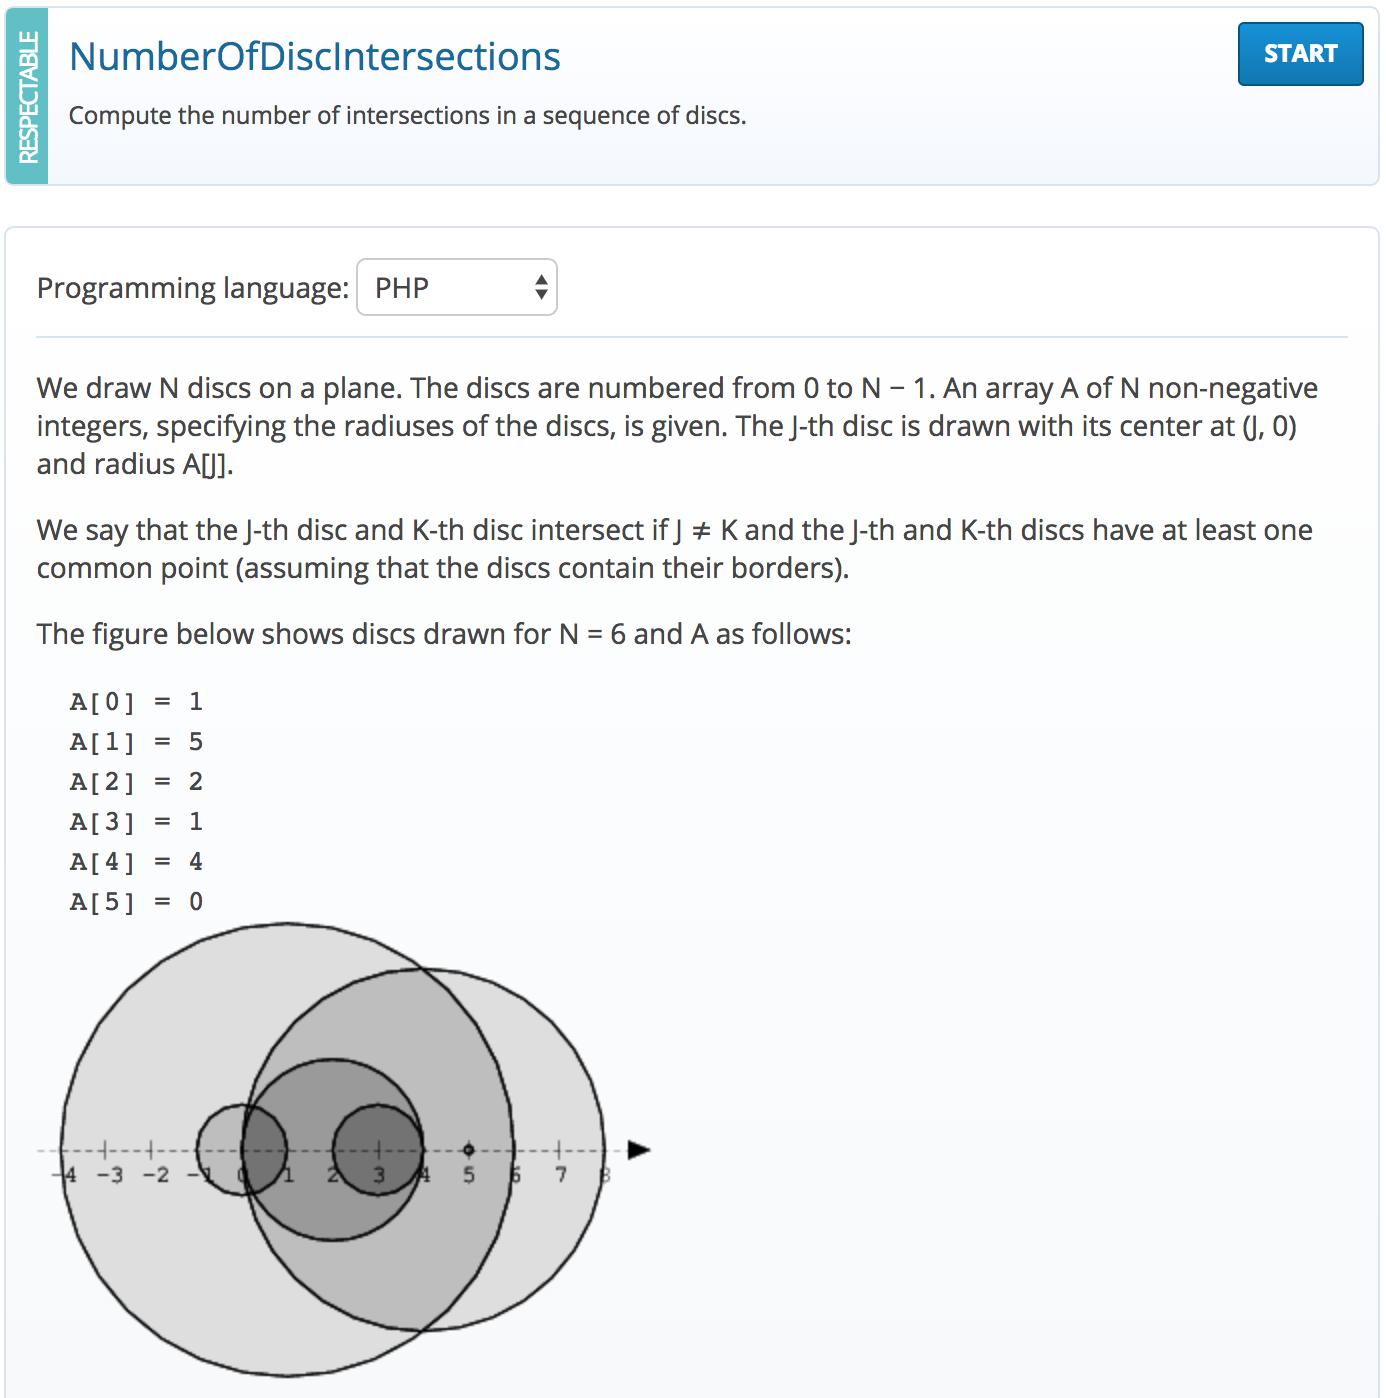 RESPECTABLE
NumberOfDiscIntersections
START
Compute the number of intersections in a sequence of discs.
Programming language: PHP
We draw N discs on a plane. The discs are numbered from 0 to N − 1. An array A of N non-negative
integers, specifying the radiuses of the discs, is given. The J-th disc is drawn with its center at (J, 0)
and radius A[J].
We say that the J-th disc and K-th disc intersect if J ≠ K and the J-th and K-th discs have at least one
common point (assuming that the discs contain their borders).
The figure below shows discs drawn for N = 6 and A as follows:
A[0] = 1
A[1] = 5
A[2] = 2
A[3] = 1
A[4] = 4
A[5] = 0
-4 -3 -2 -1 0 1 2 3 4 5 6 7 8